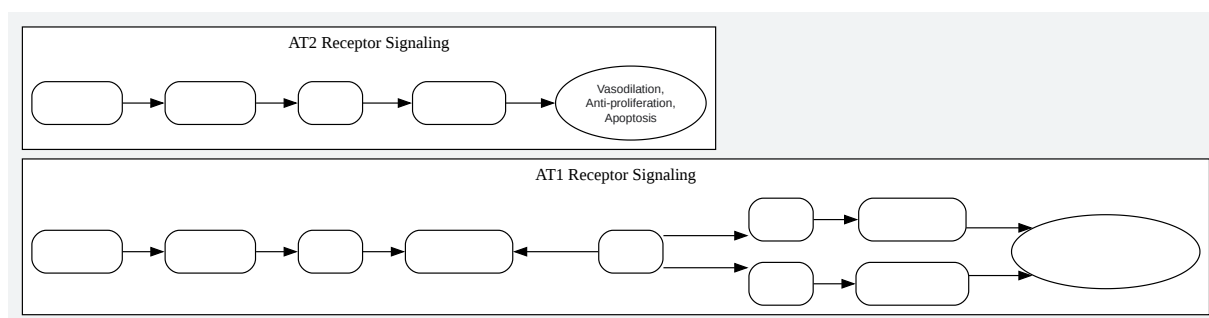 AT2 Receptor Signaling
Vasodilation,
Anti-proliferation,
Apoptosis
AT1 Receptor Signaling